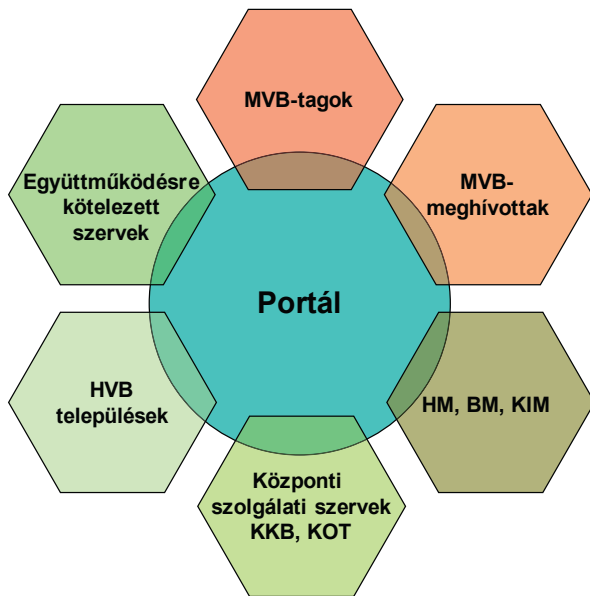 MVB-tagok
Együttműködésre
kötelezett
szervek
MVB-
meghívottak
Portál
HVB
települések
HM, BM, KIM
Központi
szolgálati szervek
KKB, KOT